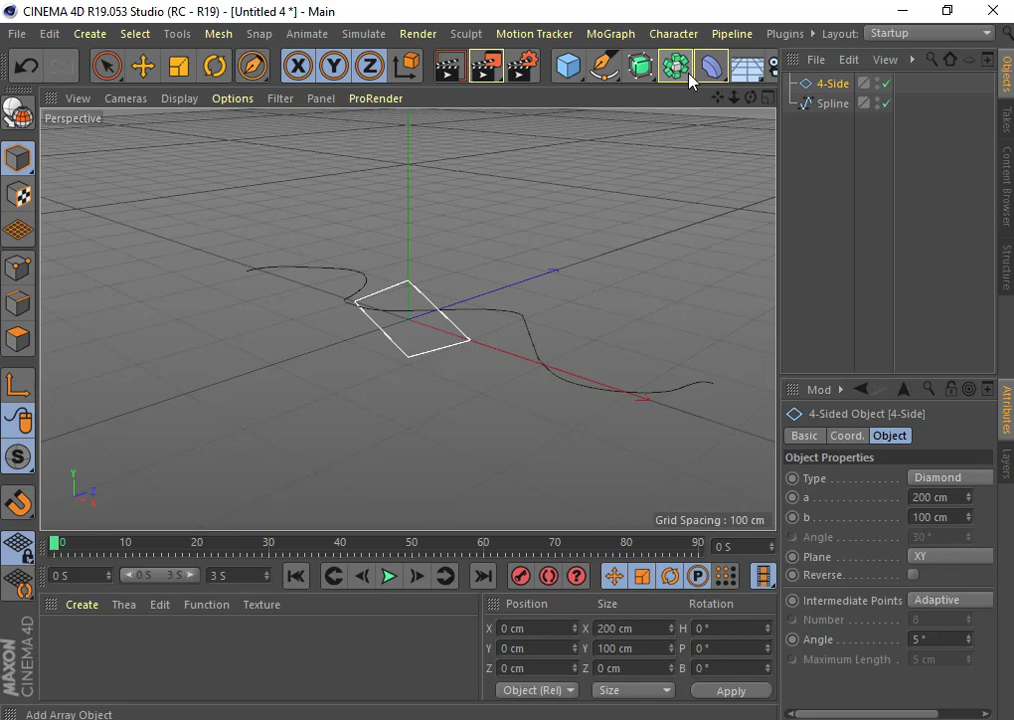 CINEMA 4D R19.053 Studio (RC - R19) - [Untitled 4 *] - Main
File Edit Create Select Tools Mesh Snap Animate Simulate Render Sculpt Motion Tracker MoGraph Character Pipeline Plugins Layout: Startup
X Y Z
File Edit View
View Cameras Display Options Filter Panel ProRender
4-Side
Spline
Perspective
Objects
Takes
Content Browser
Structure
Mod
4-Sided Object [4-Side]
Basic Coord. Object
Object Properties
Type Diamond
a 200 cm
b 100 cm
Angle 30 °
Plane XY
Reverse
Intermediate Points Adaptive
Number 8
Angle 5 °
Maximum Length 5 cm
Attributes
Layers
S
Y
Z
X
Grid Spacing : 100 cm
0 10 20 30 40 50 60 70 80 90 0 S
0 S 0 S 3 S 3 S
P
Create Thea Edit Function Texture
Position Size Rotation
X 0 cm X 200 cm H 0 °
Y 0 cm Y 100 cm P 0 °
Z 0 cm Z 0 cm B 0 °
Object (Rel) Size Apply
MAXON
CINEMA 4D
Add Array Object